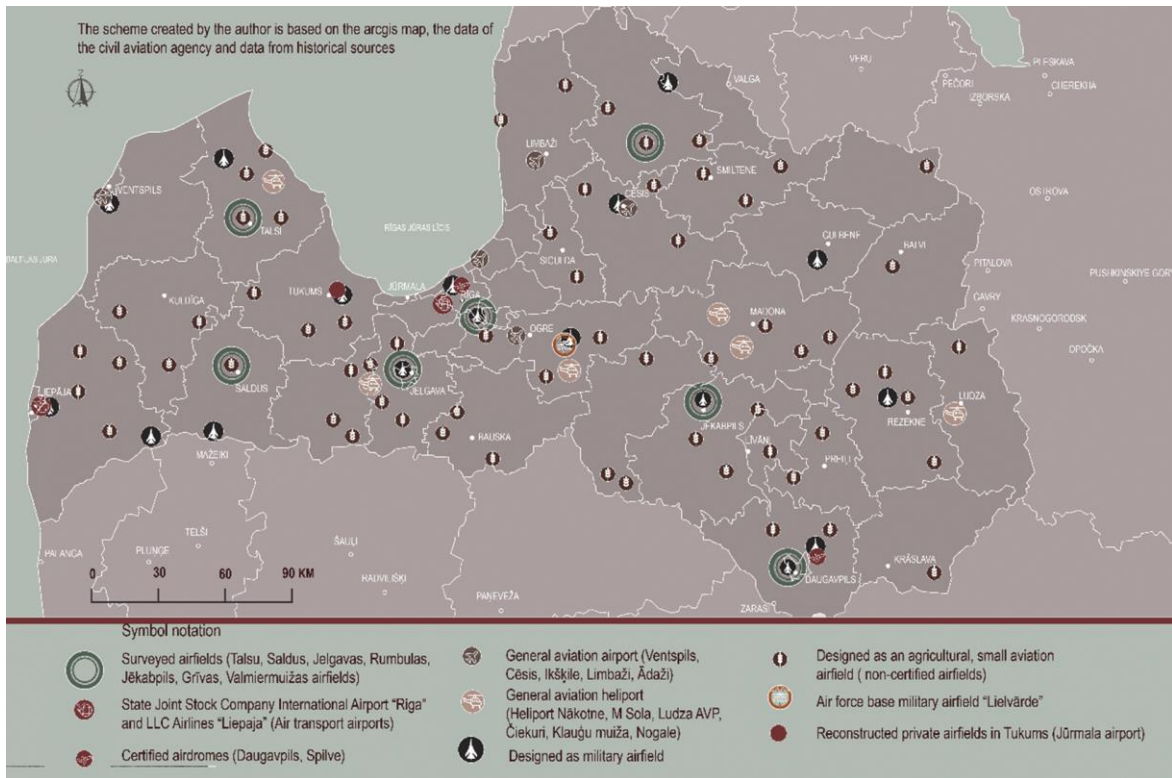 The scheme created by the author is based on the arcgis map, the data of
the civil aviation agency and data from historical sources
VERU
PLESKAVA
PEČORI
CHEREKHA
IZBORSKA
VALGA
LIMBAŽI
SMILTENE
VENTSPILS
CĒSIS
OSTROVA
TALSI
RĪGAS JŪRAS LĪCIS
GULBENE
BALVI
BALTIJAS JŪRA
SIGULDA
PITALOVA
PUSHKINSKIYE GORY
KULDĪGA
TUKUMS
JŪRMALA
RĪGA
GAVRY
MADONA
KRASNOGORODSK
OGRE
OPOČKA
SALDUS
JELGAVA
LIEPĀJA
JĒKABPILS
REZEKNE
LUDZA
BAUSKA
LĪVĀNI
PREIĻI
MAŽEIĶI
TELŠI
PALANGA
PLUNGE
ŠAUĻI
RADVILIŠĶI
KRĀSLAVA
DAUGAVPILS
PAŅEVEŽA
ZARASI
0 30 60 90 KM
Symbol notation
Surveyed airfields (Talsu, Saldus, Jelgavas, Rumbulas,
Jēkabpils, Grīvas, Valmiermuižas airfields)
State Joint Stock Company International Airport “Riga”
and LLC Airlines “Liepaja” (Air transport airports)
Certified airdromes (Daugavpils, Spilve)
General aviation airport (Ventspils,
Cēsis, Ikšķile, Limbaži, Ādaži)
General aviation heliport
(Heliport Nākotne, M Sola, Ludza AVP,
Čiekuri, Klauģu muiža, Nogale)
Designed as military airfield
Designed as an agricultural, small aviation
airfield ( non-certified airfields)
Air force base military airfield “Lielvārde”
Reconstructed private airfields in Tukums (Jūrmala airport)